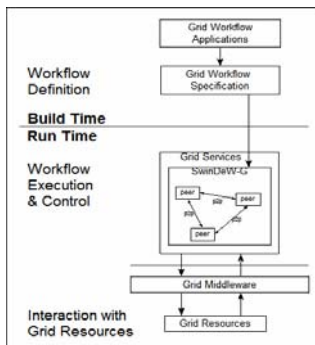 Grid Workflow
Applications
Workflow
Definition
Grid Workflow
Specification
Build Time
Run Time
Workflow
Execution
& Control
Grid Services
SwinDeW-G
peer
p2p
peer
p2p
p2p
peer
Grid Middleware
Interaction with
Grid Resources
Grid Resources